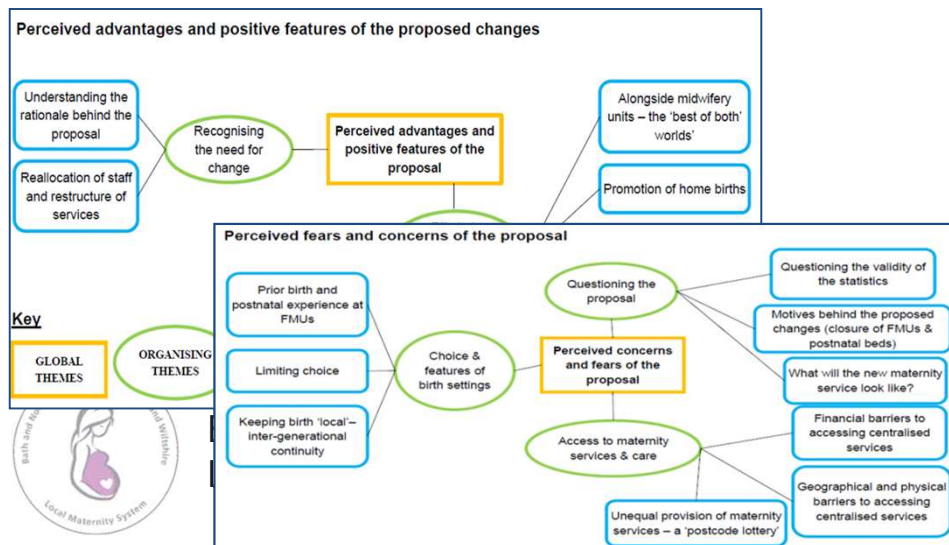 Perceived advantages and positive features of the proposed changes
Understanding the
rationale behind the
proposal
Reallocation of staff
and restructure of
services
Recognising
the need for
change
Perceived advantages and
positive features of the
proposal
Alongside midwifery
units – the 'best of both'
worlds'
Promotion of home births
Key
GLOBAL
THEMES
ORGANISING
THEMES
Perceived fears and concerns of the proposal
Prior birth and
postnatal experience at
FMUs
Limiting choice
Keeping birth 'local'–
inter-generational
continuity
Choice &
features of
birth settings
Questioning the
proposal
Perceived concerns
and fears of the
proposal
Access to maternity
services & care
Questioning the validity of
the statistics
Motives behind the proposed
changes (closure of FMUs &
postnatal beds)
What will the new maternity
service look like?
Financial barriers to
accessing centralised
services
Geographical and physical
barriers to accessing
centralised services
Unequal provision of maternity
services – a 'postcode lottery'
Bath and No
and Wiltshire
Local Maternity System